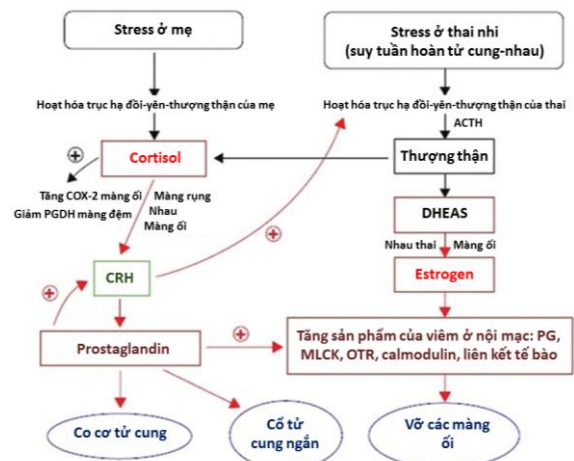 Stress ở mẹ
Stress ở thai nhi
(suy tuần hoàn tử cung-nhau)
Hoạt hóa trục hạ đồi-yên-thượng thận của mẹ
Hoạt hóa trục hạ đồi-yên-thượng thận của thai
ACTH
Cortisol
Thượng thận
Tăng COX-2 màng ối
Giảm PGDH màng đệm
Màng rụng
Nhau
Màng ối
DHEAS
Nhau thai
Màng ối
CRH
Estrogen
Prostaglandin
Tăng sản phẩm của viêm ở nội mạc: PG,
MLCK, OTR, calmodulin, liên kết tế bào
Co cơ tử cung
Cổ tử
cung ngắn
Vỡ các màng
ối